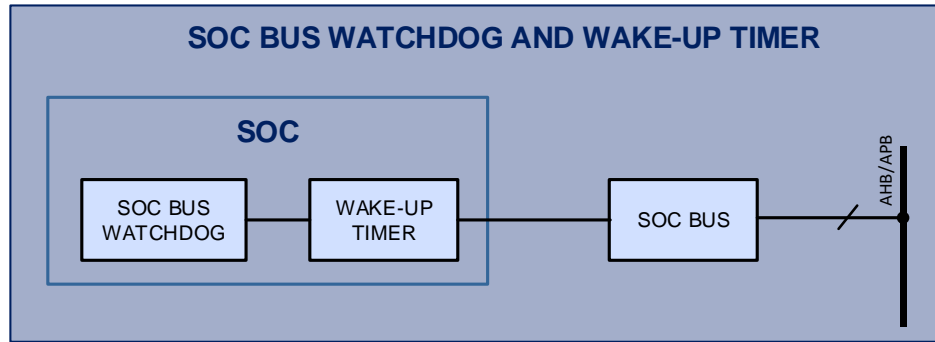 SOC BUS WATCHDOG AND WAKE-UP TIMER
SOC
SOC BUS
WATCHDOG
WAKE-UP
TIMER
SOC BUS
AHB/APB